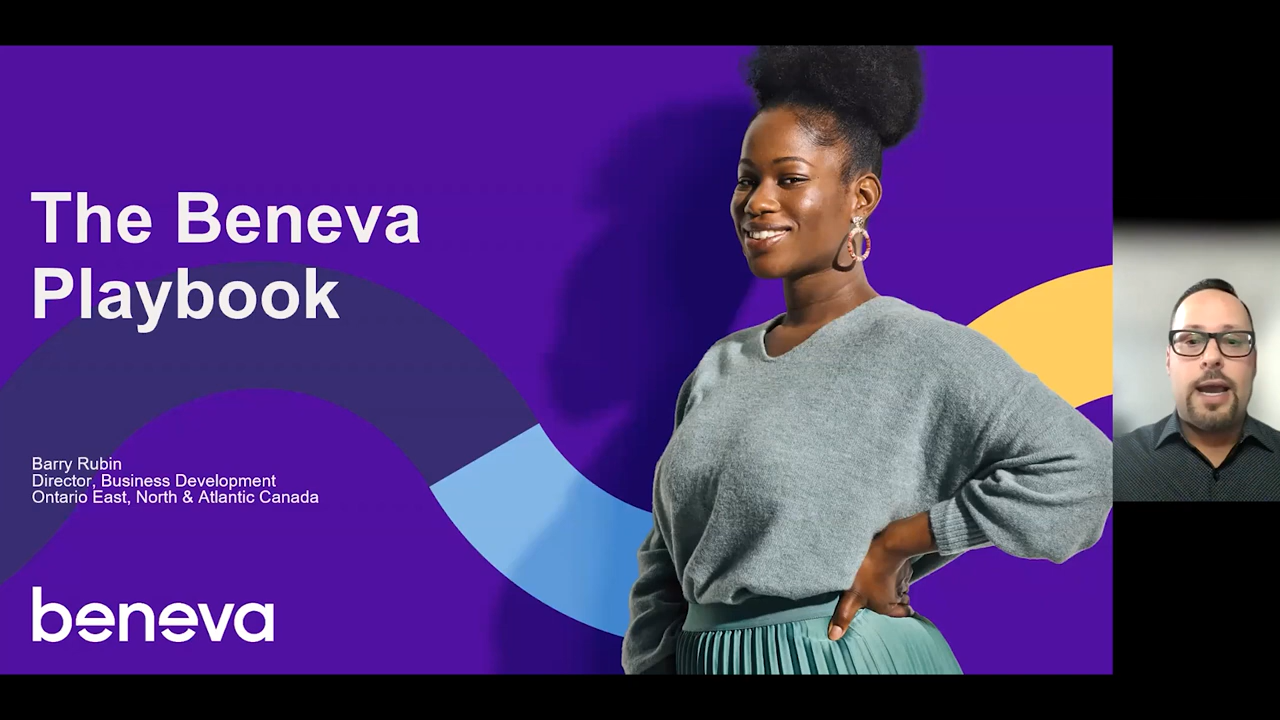 The Beneva
Playbook
Barry Rubin
Director, Business Development
Ontario East, North & Atlantic Canada
beneva